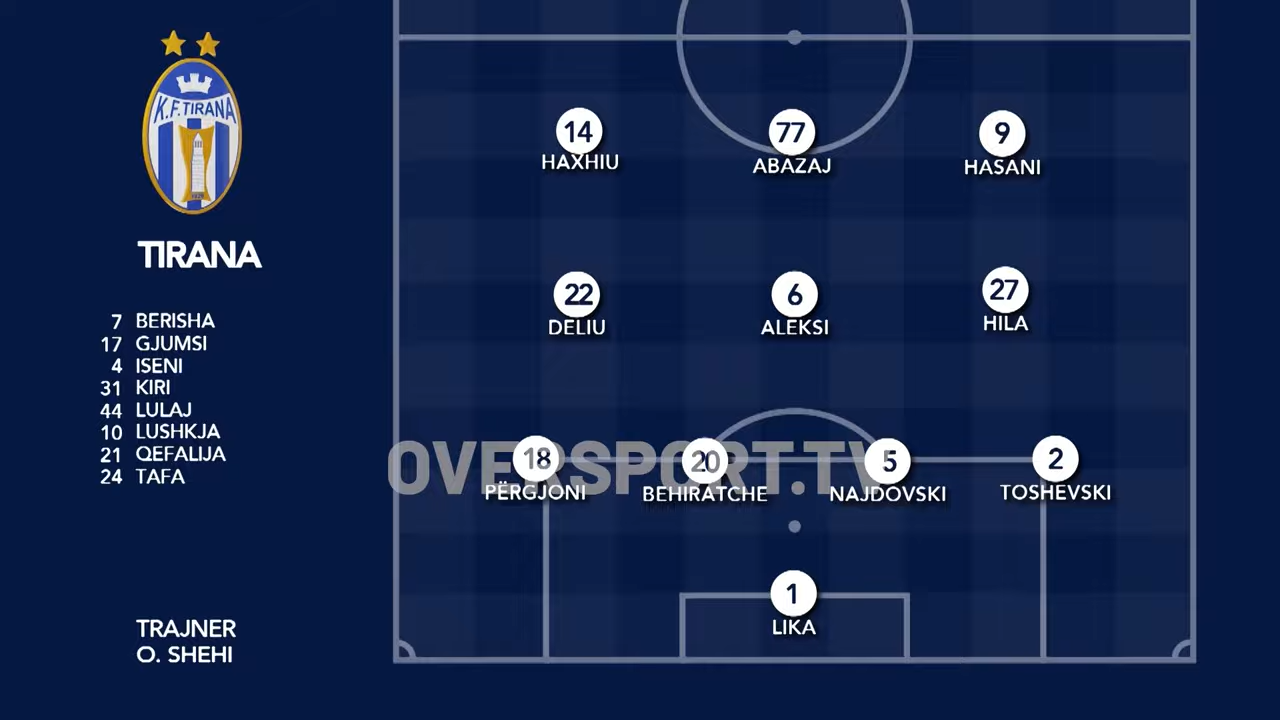 K.F. TIRANA
1920
TIRANA
7 BERISHA
17 GJUMSI
4 ISENI
31 KIRI
44 LULAJ
10 LUSHKJA
21 QEFALIJA
24 TAFA
TRAJNER
O. SHEHI
14
HAXHIU
77
ABAZAJ
9
HASANI
22
DELIU
6
ALEKSI
27
HILA
OVERSPORT.TV
18
PËRGJONI
20
BEHIRATCHE
5
NAJDOVSKI
2
TOSHEVSKI
1
LIKA